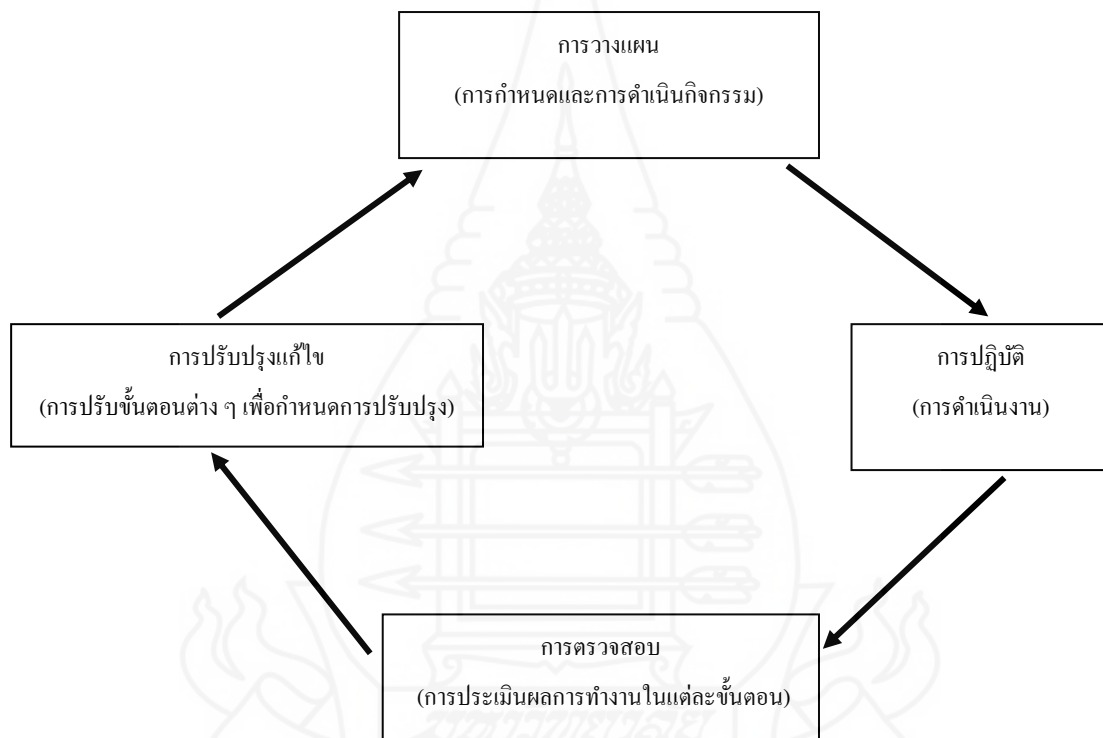 การวางแผน
(การกำหนดและการดำเนินกิจกรรม)
การปรับปรุงแก้ไข
(การปรับขั้นตอนต่าง ๆ เพื่อกำหนดการปรับปรุง)
การปฏิบัติ
(การดำเนินงาน)
การตรวจสอบ
(การประเมินผลการทำงานในแต่ละขั้นตอน)